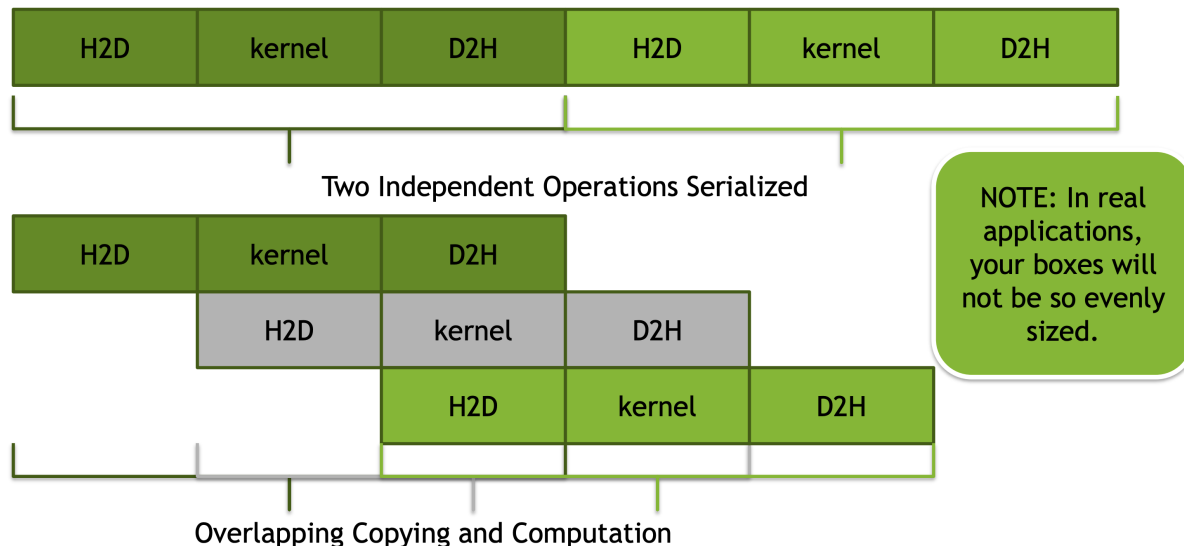 H2D kernel D2H H2D kernel D2H
Two Independent Operations Serialized
NOTE: In real
applications,
your boxes will
not be so evenly
sized.
H2D kernel D2H
H2D kernel D2H
H2D kernel D2H
Overlapping Copying and Computation